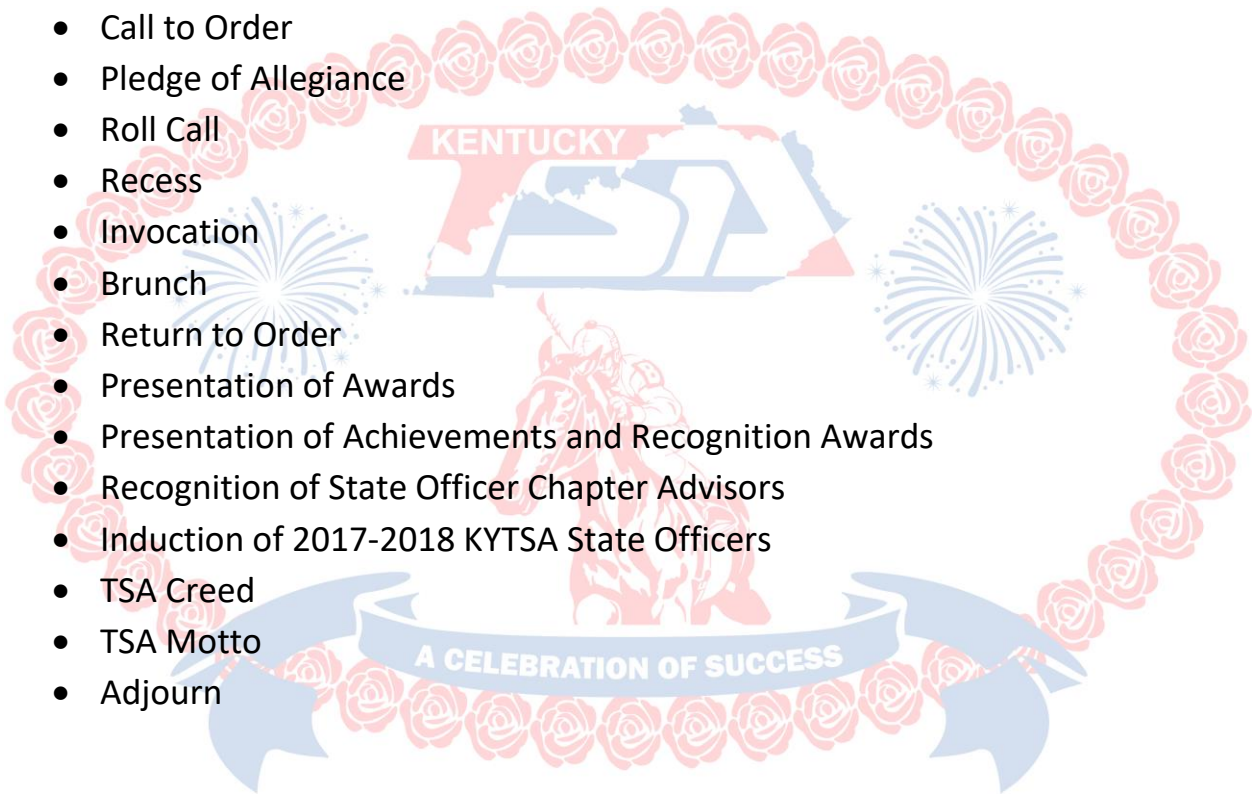 • Call to Order
• Pledge of Allegiance
• Roll Call
• Recess
• Invocation
• Brunch
• Return to Order
• Presentation of Awards
• Presentation of Achievements and Recognition Awards
• Recognition of State Officer Chapter Advisors
• Induction of 2017-2018 KYTSA State Officers
• TSA Creed
• TSA Motto
• Adjourn
KENTUCKY
TSA
A CELEBRATION OF SUCCESS